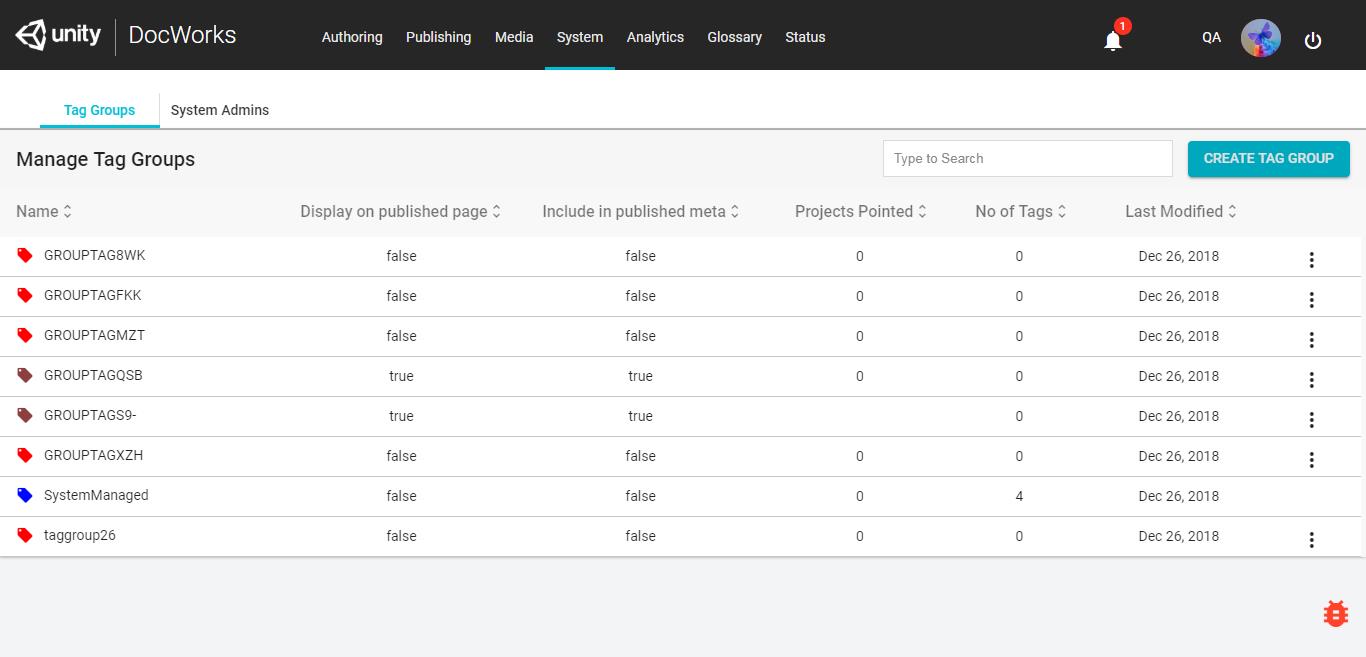 unity DocWorks Authoring Publishing Media System Analytics Glossary Status 1 QA
Tag Groups System Admins
Manage Tag Groups Type to Search CREATE TAG GROUP
Name Display on published page Include in published meta Projects Pointed No of Tags Last Modified
GROUPTAG8WK false false 0 0 Dec 26, 2018
GROUPTAGFKK false false 0 0 Dec 26, 2018
GROUPTAGMZT false false 0 0 Dec 26, 2018
GROUPTAGQSB true true 0 0 Dec 26, 2018
GROUPTAGS9- true true 0 Dec 26, 2018
GROUPTAGXZH false false 0 0 Dec 26, 2018
SystemManaged false false 0 4 Dec 26, 2018
taggroup26 false false 0 0 Dec 26, 2018